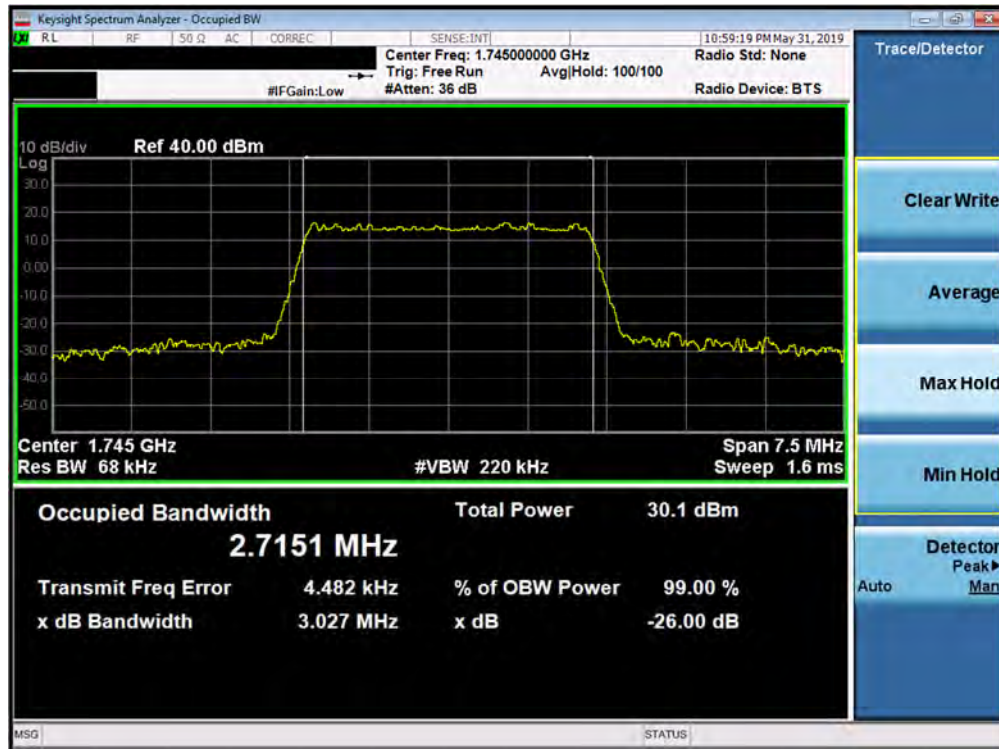 Keysight Spectrum Analyzer - Occupied BW
LXI RL RF 50 Ω AC CORREC SENSE:INT 10:59:19 PM May 31, 2019
Center Freq: 1.745000000 GHz Radio Std: None
Trig: Free Run Avg|Hold: 100/100
#IFGain:Low #Atten: 36 dB Radio Device: BTS
Trace/Detector
10 dB/div Ref 40.00 dBm
Log
30.0
20.0
10.0
0.00
-10.0
-20.0
-30.0
-40.0
-50.0
Center 1.745 GHz Span 7.5 MHz
Res BW 68 kHz #VBW 220 kHz Sweep 1.6 ms
Occupied Bandwidth Total Power 30.1 dBm
2.7151 MHz
Transmit Freq Error 4.482 kHz % of OBW Power 99.00 %
x dB Bandwidth 3.027 MHz x dB -26.00 dB
Clear Write
Average
Max Hold
Min Hold
Detector
Peak▶
Auto Man
MSG STATUS